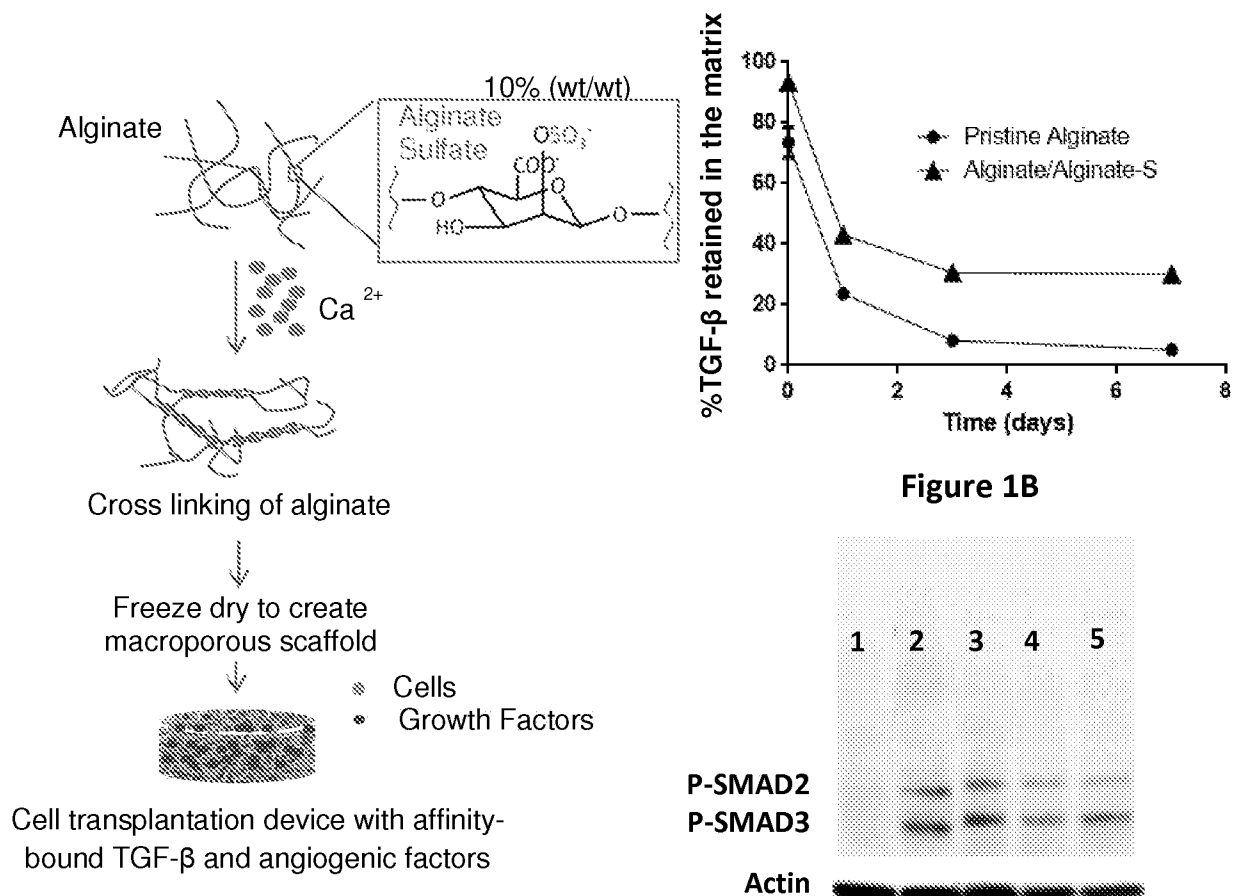 10% (wt/wt)
Alginate
Alginate
Sulfate
OSO₃⁻
COO⁻
O
O
O
HO
Ca 2+
Cross linking of alginate
Freeze dry to create
macroporous scaffold
Cells
Growth Factors
Cell transplantation device with affinity-
bound TGF-β and angiogenic factors
%TGF-β retained in the matrix
100
80
60
40
20
0
0 2 4 6 8
Time (days)
Pristine Alginate
Alginate/Alginate-S
Figure 1B
1 2 3 4 5
P-SMAD2
P-SMAD3
Actin